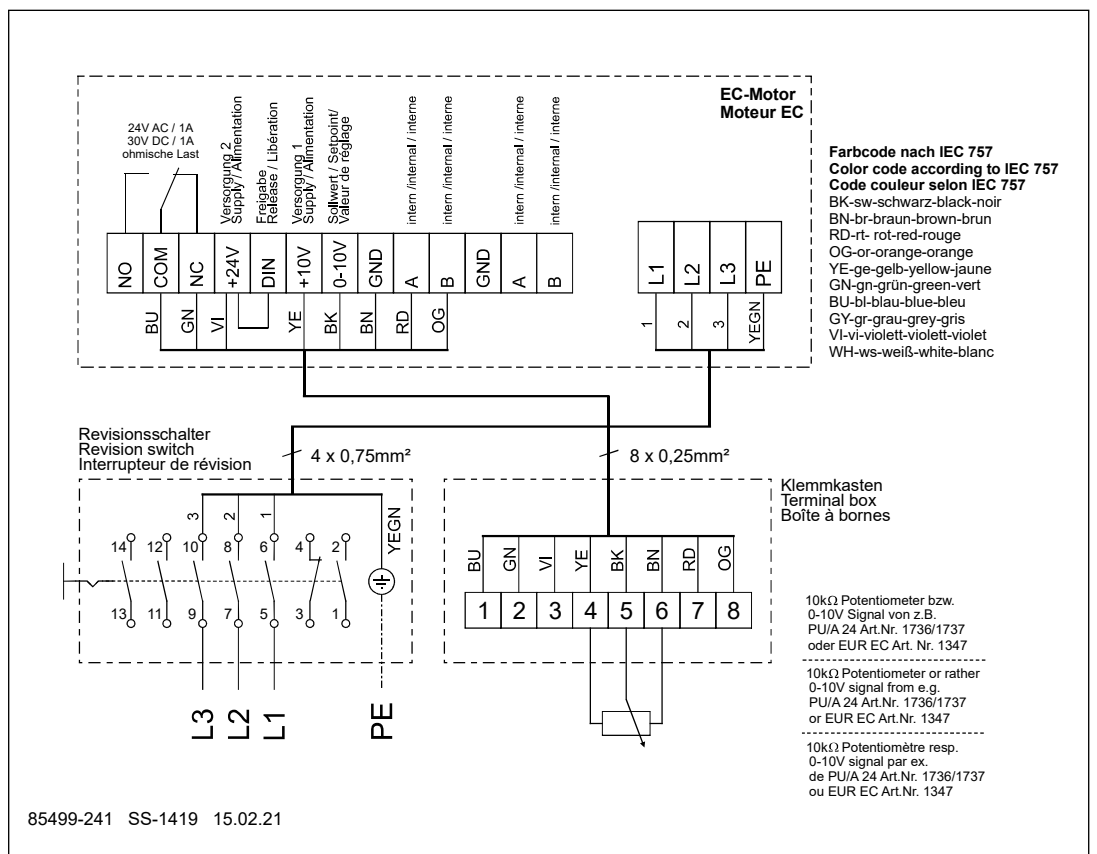 EC-Motor
Moteur EC
24V AC / 1A
30V DC / 1A
ohmische Last
Versorgung 2
Supply / Alimentation
Freigabe
Release / Libération
Versorgung 1
Supply / Alimentation
Sollwert / Setpoint/
Valeur de réglage
intern /internal / interne
intern /internal / interne
intern /internal / interne
intern /internal / interne
NO
COM
NC
+24V
DIN
+10V
0-10V
GND
A
B
GND
A
B
L1
L2
L3
PE
BU
GN
VI
YE
BK
BN
RD
OG
1
2
3
YEGN
Farbcode nach IEC 757
Color code according to IEC 757
Code couleur selon IEC 757
BK-sw-schwarz-black-noir
BN-br-braun-brown-brun
RD-rt- rot-red-rouge
OG-or-orange-orange
YE-ge-gelb-yellow-jaune
GN-gn-grün-green-vert
BU-bl-blau-blue-bleu
GY-gr-grau-grey-gris
VI-vi-violett-violett-violet
WH-ws-weiß-white-blanc
Revisionsschalter
Revision switch
Interrupteur de révision
4 x 0,75mm²
8 x 0,25mm²
3
2
1
YEGN
14
12
10
8
6
4
2
13
11
9
7
5
3
1
L3
L2
L1
PE
Klemmkasten
Terminal box
Boîte à bornes
BU
GN
VI
YE
BK
BN
RD
OG
1
2
3
4
5
6
7
8
10kΩ Potentiometer bzw.
0-10V Signal von z.B.
PU/A 24 Art.Nr. 1736/1737
oder EUR EC Art. Nr. 1347
10kΩ Potentiometer or rather
0-10V signal from e.g.
PU/A 24 Art.Nr. 1736/1737
or EUR EC Art.Nr. 1347
10kΩ Potentiomètre resp.
0-10V signal par ex.
de PU/A 24 Art.Nr. 1736/1737
ou EUR EC Art.Nr. 1347
85499-241 SS-1419 15.02.21